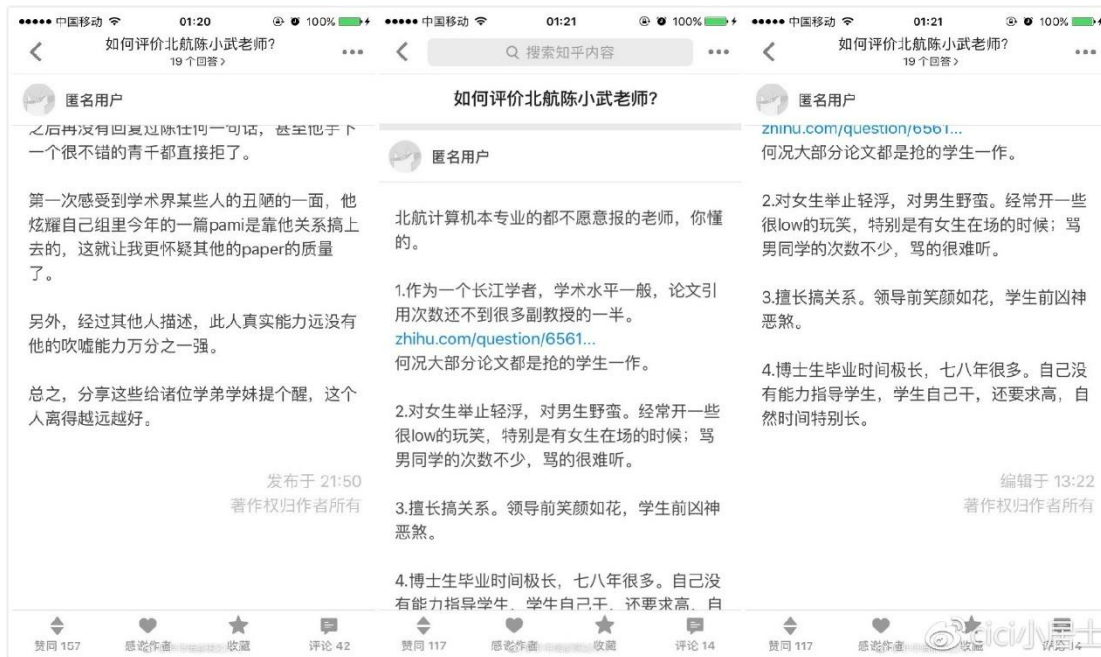 中国移动 01:20 100%
如何评价北航陈小武老师?
19 个回答 >
匿名用户
之后再没有回复过陈任何一句话，甚至他手下
一个很不错的青千都直接拒了。
第一次感受到学术界某些人的丑陋的一面，他
炫耀自己组里今年的一篇pami是靠他关系搞上
去的，这就让我更怀疑其他的paper的质量
了。
另外，经过其他人描述，此人真实能力远没有
他的吹嘘能力万分之一强。
总之，分享这些给诸位学弟学妹提个醒，这个
人离得越远越好。
发布于 21:50
著作权归作者所有
赞同 157 感谢作者 收藏 评论 42
中国移动 01:21 100%
搜索知乎内容
如何评价北航陈小武老师?
匿名用户
北航计算机本专业的都不愿意报的老师，你懂
的。
1.作为一个长江学者，学术水平一般，论文引
用次数还不到很多副教授的一半。
zhihu.com/question/6561...
何况大部分论文都是抢的学生一作。
2.对女生举止轻浮，对男生野蛮。经常开一些
很low的玩笑，特别是有女生在场的时候；骂
男同学的次数不少，骂的很难听。
3.擅长搞关系。领导前笑颜如花，学生前凶神
恶煞。
4.博士生毕业时间极长，七八年很多。自己没
有能力指导学生，学生自己干，还要求高，自
赞同 117 感谢作者 收藏 评论 14
中国移动 01:21 100%
如何评价北航陈小武老师?
19 个回答 >
匿名用户
zhihu.com/question/6561...
何况大部分论文都是抢的学生一作。
2.对女生举止轻浮，对男生野蛮。经常开一些
很low的玩笑，特别是有女生在场的时候；骂
男同学的次数不少，骂的很难听。
3.擅长搞关系。领导前笑颜如花，学生前凶神
恶煞。
4.博士生毕业时间极长，七八年很多。自己没
有能力指导学生，学生自己干，还要求高，自
然时间特别长。
编辑于 13:22
著作权归作者所有
赞同 117 感谢作者 收藏 评论 14
@cici小居士